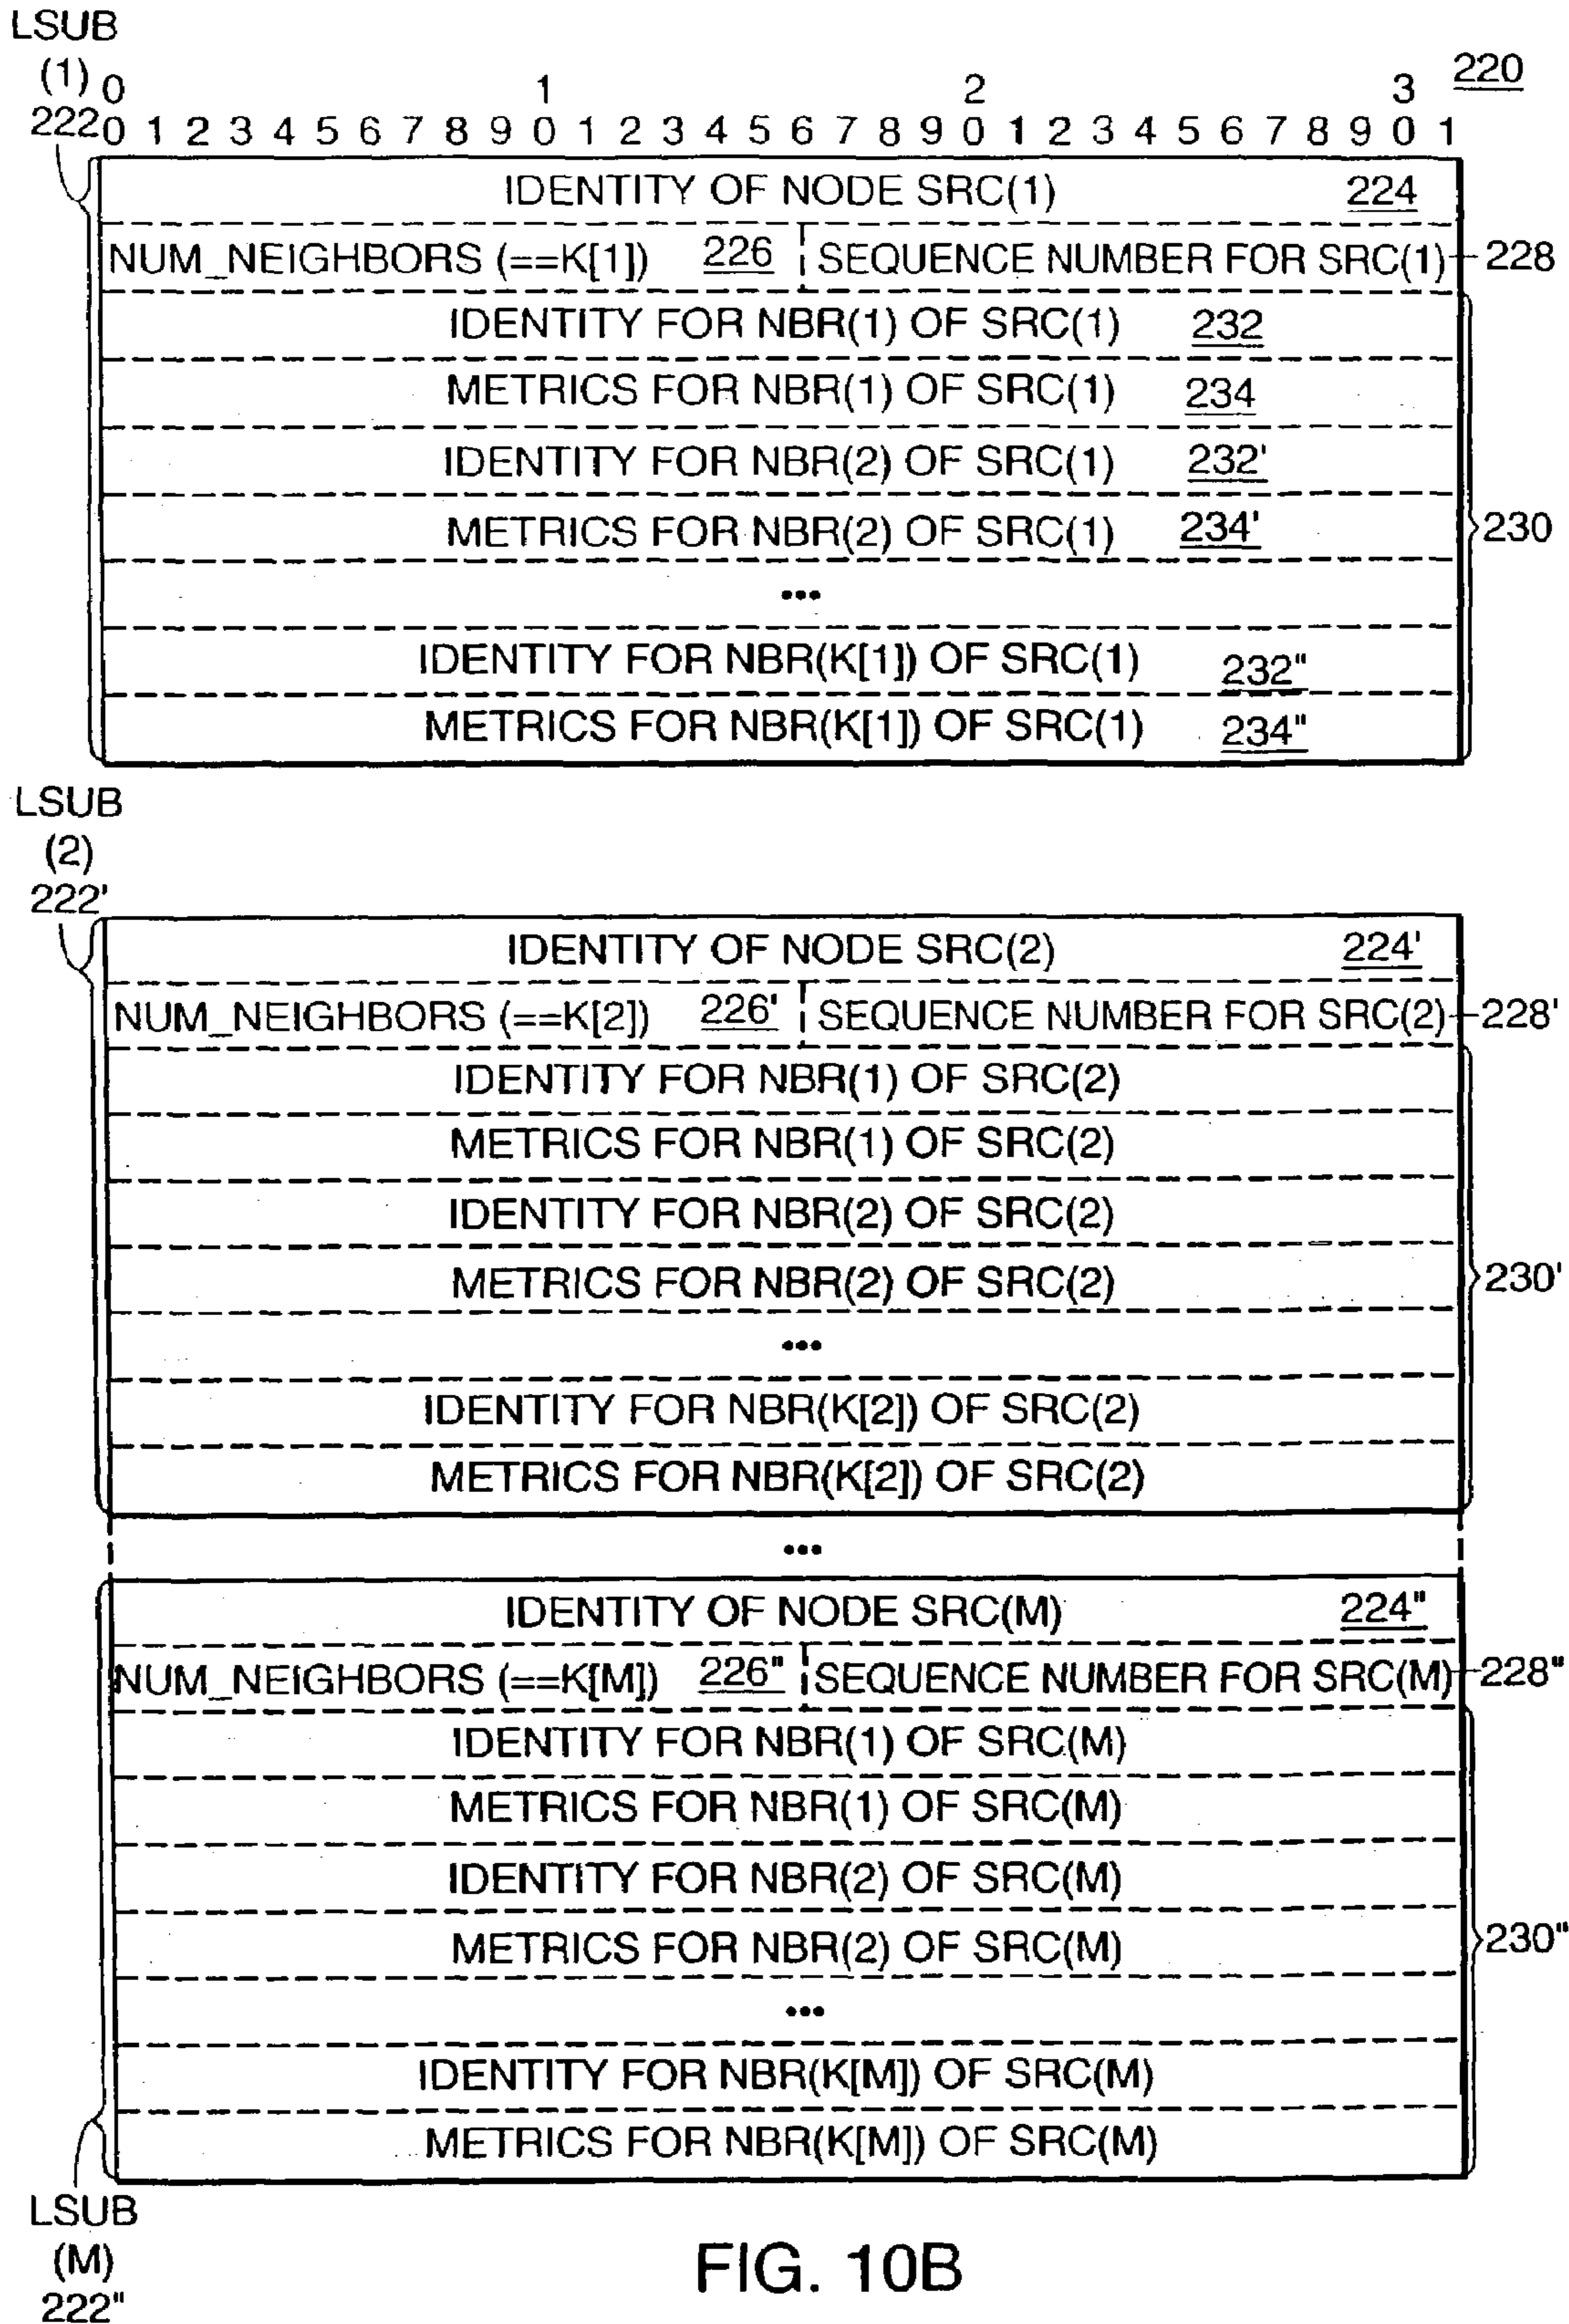 LSUB
(1)
222
0 1 2 3
220
0 1 2 3 4 5 6 7 8 9 0 1 2 3 4 5 6 7 8 9 0 1 2 3 4 5 6 7 8 9 0 1
IDENTITY OF NODE SRC(1) 224
NUM_NEIGHBORS (==K[1]) 226 SEQUENCE NUMBER FOR SRC(1) 228
IDENTITY FOR NBR(1) OF SRC(1) 232
METRICS FOR NBR(1) OF SRC(1) 234
IDENTITY FOR NBR(2) OF SRC(1) 232'
METRICS FOR NBR(2) OF SRC(1) 234'
230
...
IDENTITY FOR NBR(K[1]) OF SRC(1) 232"
METRICS FOR NBR(K[1]) OF SRC(1) 234"
LSUB
(2)
222'
IDENTITY OF NODE SRC(2) 224'
NUM_NEIGHBORS (==K[2]) 226' SEQUENCE NUMBER FOR SRC(2) 228'
IDENTITY FOR NBR(1) OF SRC(2)
METRICS FOR NBR(1) OF SRC(2)
IDENTITY FOR NBR(2) OF SRC(2)
METRICS FOR NBR(2) OF SRC(2)
230'
...
IDENTITY FOR NBR(K[2]) OF SRC(2)
METRICS FOR NBR(K[2]) OF SRC(2)
...
IDENTITY OF NODE SRC(M) 224"
NUM_NEIGHBORS (==K[M]) 226" SEQUENCE NUMBER FOR SRC(M) 228"
IDENTITY FOR NBR(1) OF SRC(M)
METRICS FOR NBR(1) OF SRC(M)
IDENTITY FOR NBR(2) OF SRC(M)
METRICS FOR NBR(2) OF SRC(M)
230"
...
IDENTITY FOR NBR(K[M]) OF SRC(M)
METRICS FOR NBR(K[M]) OF SRC(M)
LSUB
(M)
222"
FIG. 10B